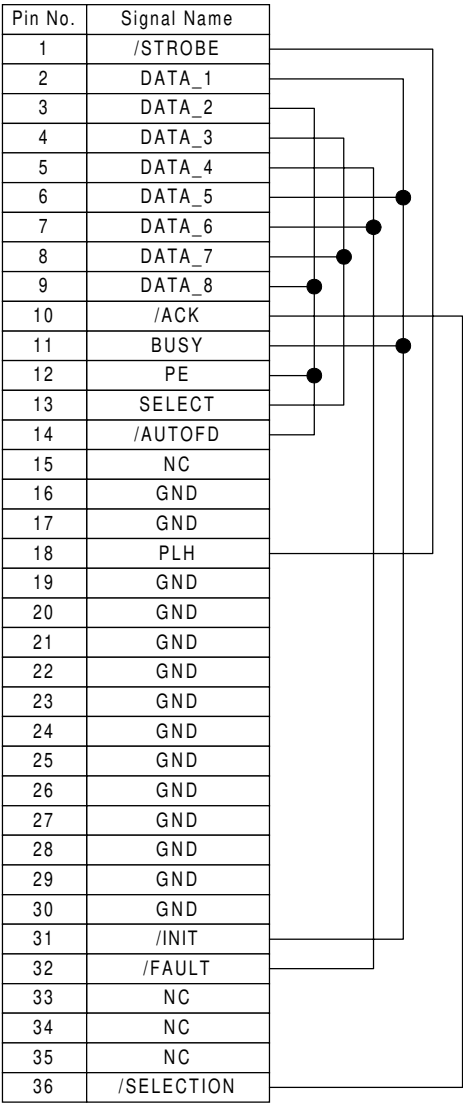 Pin No. Signal Name
1 /STROBE
2 DATA_1
3 DATA_2
4 DATA_3
5 DATA_4
6 DATA_5
7 DATA_6
8 DATA_7
9 DATA_8
10 /ACK
11 BUSY
12 PE
13 SELECT
14 /AUTOFD
15 NC
16 GND
17 GND
18 PLH
19 GND
20 GND
21 GND
22 GND
23 GND
24 GND
25 GND
26 GND
27 GND
28 GND
29 GND
30 GND
31 /INIT
32 /FAULT
33 NC
34 NC
35 NC
36 /SELECTION